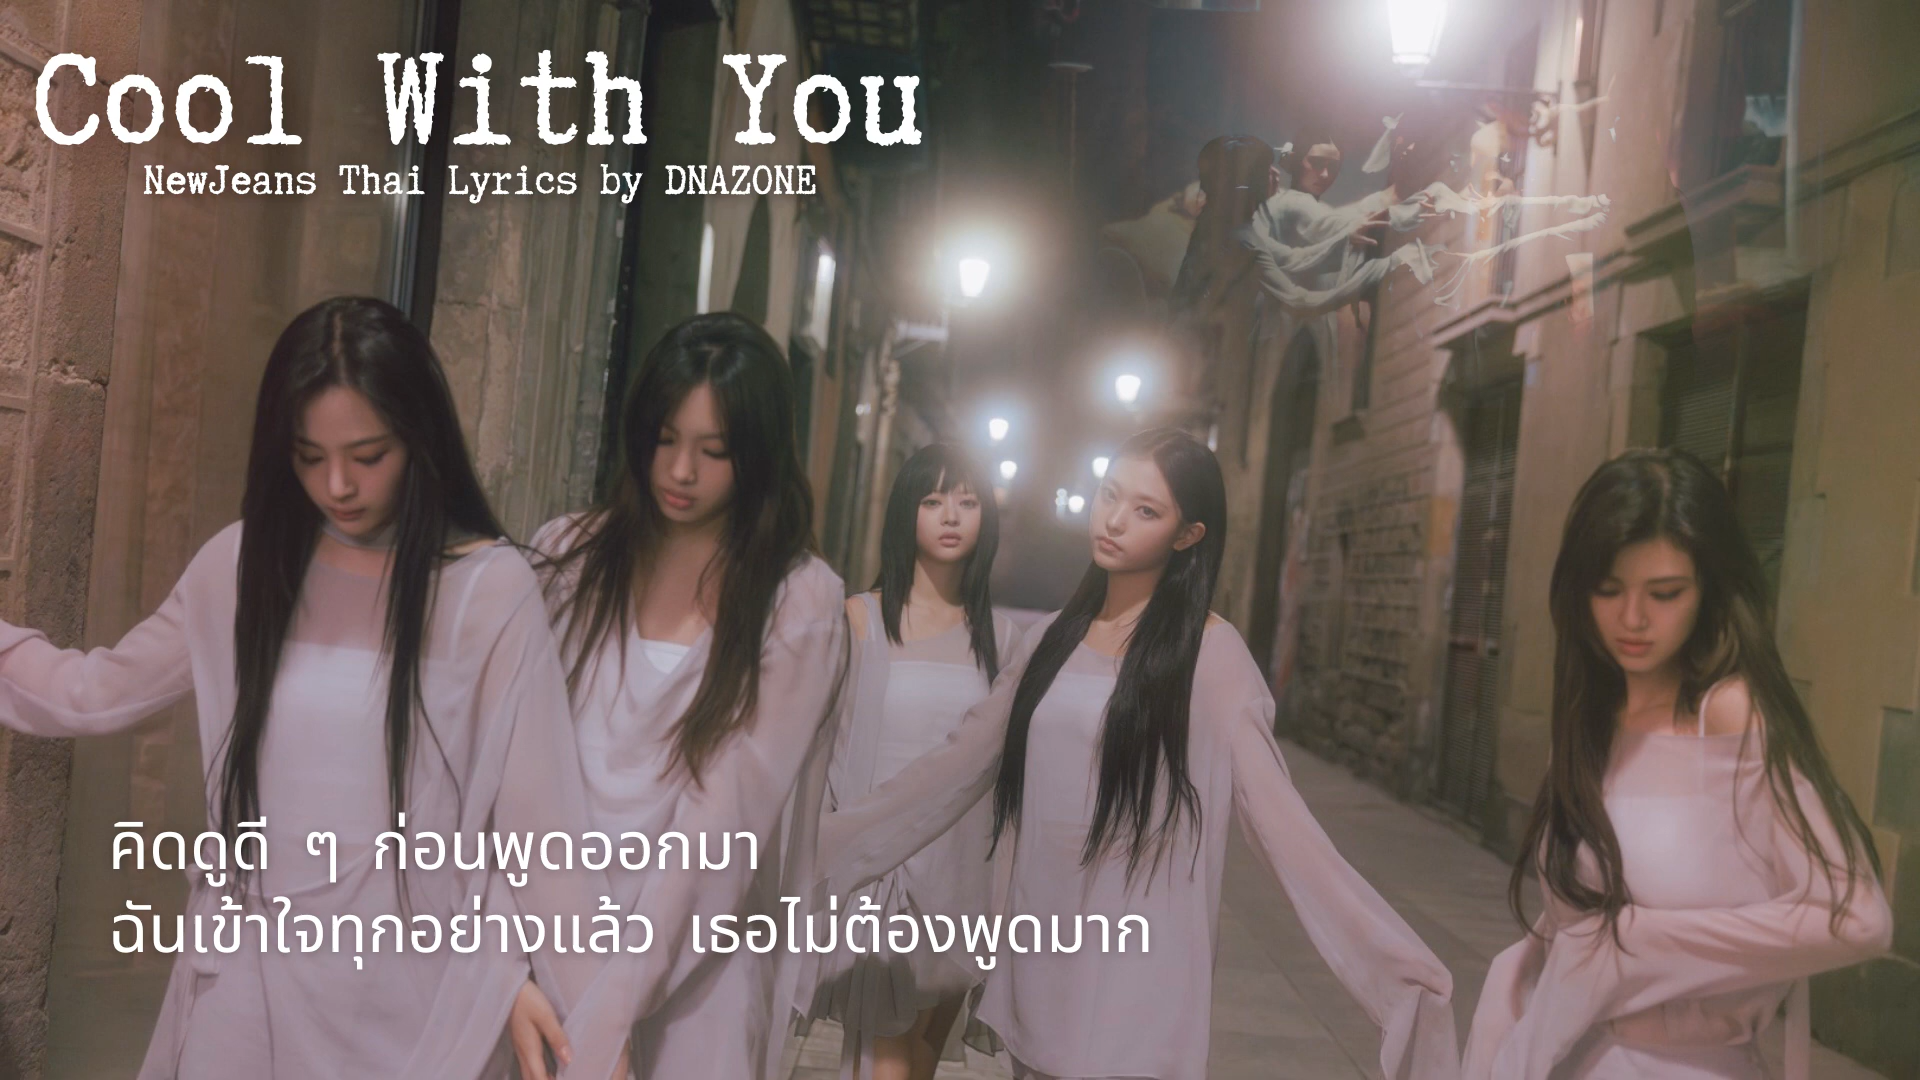 Cool With You
NewJeans Thai Lyrics by DNAZONE
คิดดูดี ๆ ก่อนพูดออกมา
ฉันเข้าใจทุกอย่างแล้ว เธอไม่ต้องพูดมาก